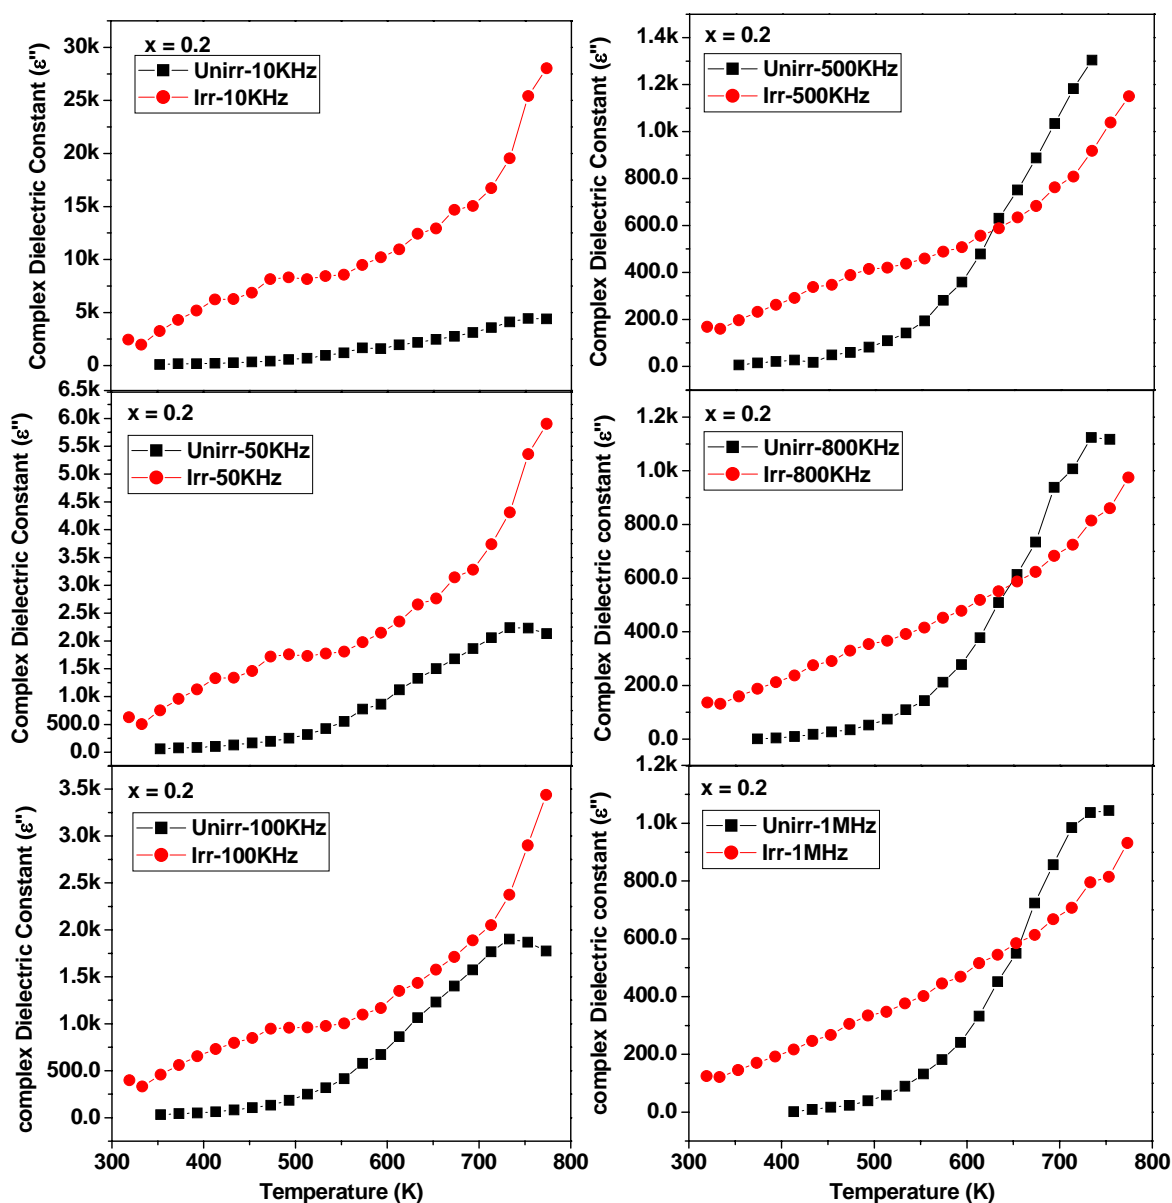 x = 0.2
Unirr-10KHz
Irr-10KHz
30k
25k
20k
15k
10k
5k
0
Complex Dielectric Constant (ε")
x = 0.2
Unirr-500KHz
Irr-500KHz
1.4k
1.2k
1.0k
800.0
600.0
400.0
200.0
0.0
Complex Dielectric Constant (ε")
x = 0.2
Unirr-50KHz
Irr-50KHz
6.5k
6.0k
5.5k
5.0k
4.5k
4.0k
3.5k
3.0k
2.5k
2.0k
1.5k
1.0k
500.0
0.0
Complex Dielectric Constant (ε")
x = 0.2
Unirr-800KHz
Irr-800KHz
1.2k
1.0k
800.0
600.0
400.0
200.0
0.0
Complex Dielectric constant (ε")
x = 0.2
Unirr-100KHz
Irr-100KHz
3.5k
3.0k
2.5k
2.0k
1.5k
1.0k
500.0
0.0
complex Dielectric Constant (ε")
300 400 500 600 700 800
Temperature (K)
x = 0.2
Unirr-1MHz
Irr-1MHz
1.2k
1.0k
800.0
600.0
400.0
200.0
0.0
complex Dielectric constant (ε")
300 400 500 600 700 800
Temperature (K)